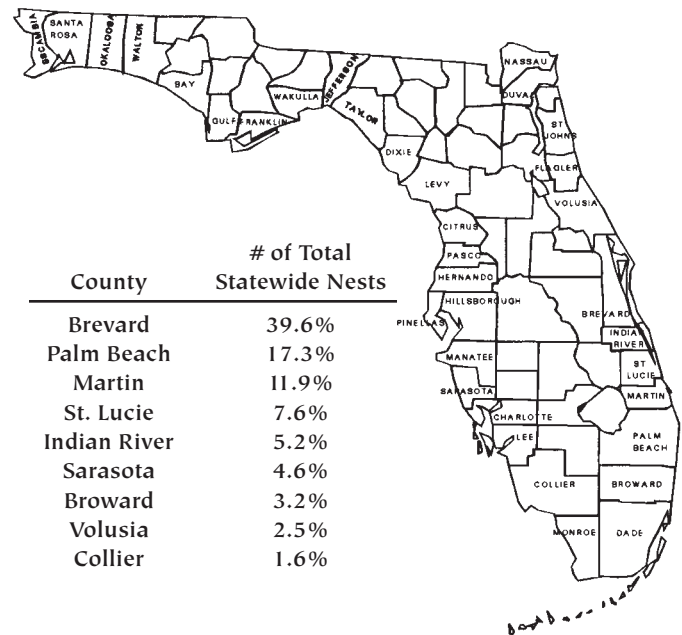 ESCAMBIA
SANTA
ROSA
OKALOOSA
WALTON
BAY
GULF
FRANKLIN
WAKULLA
JEFFERSON
TAYLOR
DIXIE
LEVY
NASSAU
DUVAL
ST
JOHNS
FLAGLER
VOLUSIA
CITRUS
PASCO
HERNANDO
HILLSBOROUGH
PINELLAS
MANATEE
SARASOTA
CHARLOTTE
LEE
COLLIER
MONROE
BREVARD
INDIAN
RIVER
ST
LUCIE
MARTIN
PALM
BEACH
BROWARD
DADE
# of Total
County Statewide Nests
Brevard 39.6%
Palm Beach 17.3%
Martin 11.9%
St. Lucie 7.6%
Indian River 5.2%
Sarasota 4.6%
Broward 3.2%
Volusia 2.5%
Collier 1.6%